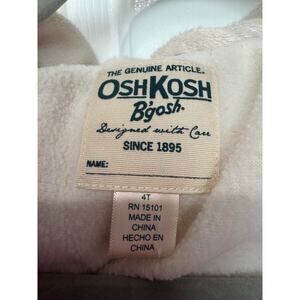 THE GENUINE ARTICLE.
OSHKOSH
B'gosh.
Designed with Care
SINCE 1895
NAME:
4T
RN 15101
MADE IN
CHINA
HECHO EN
CHINA